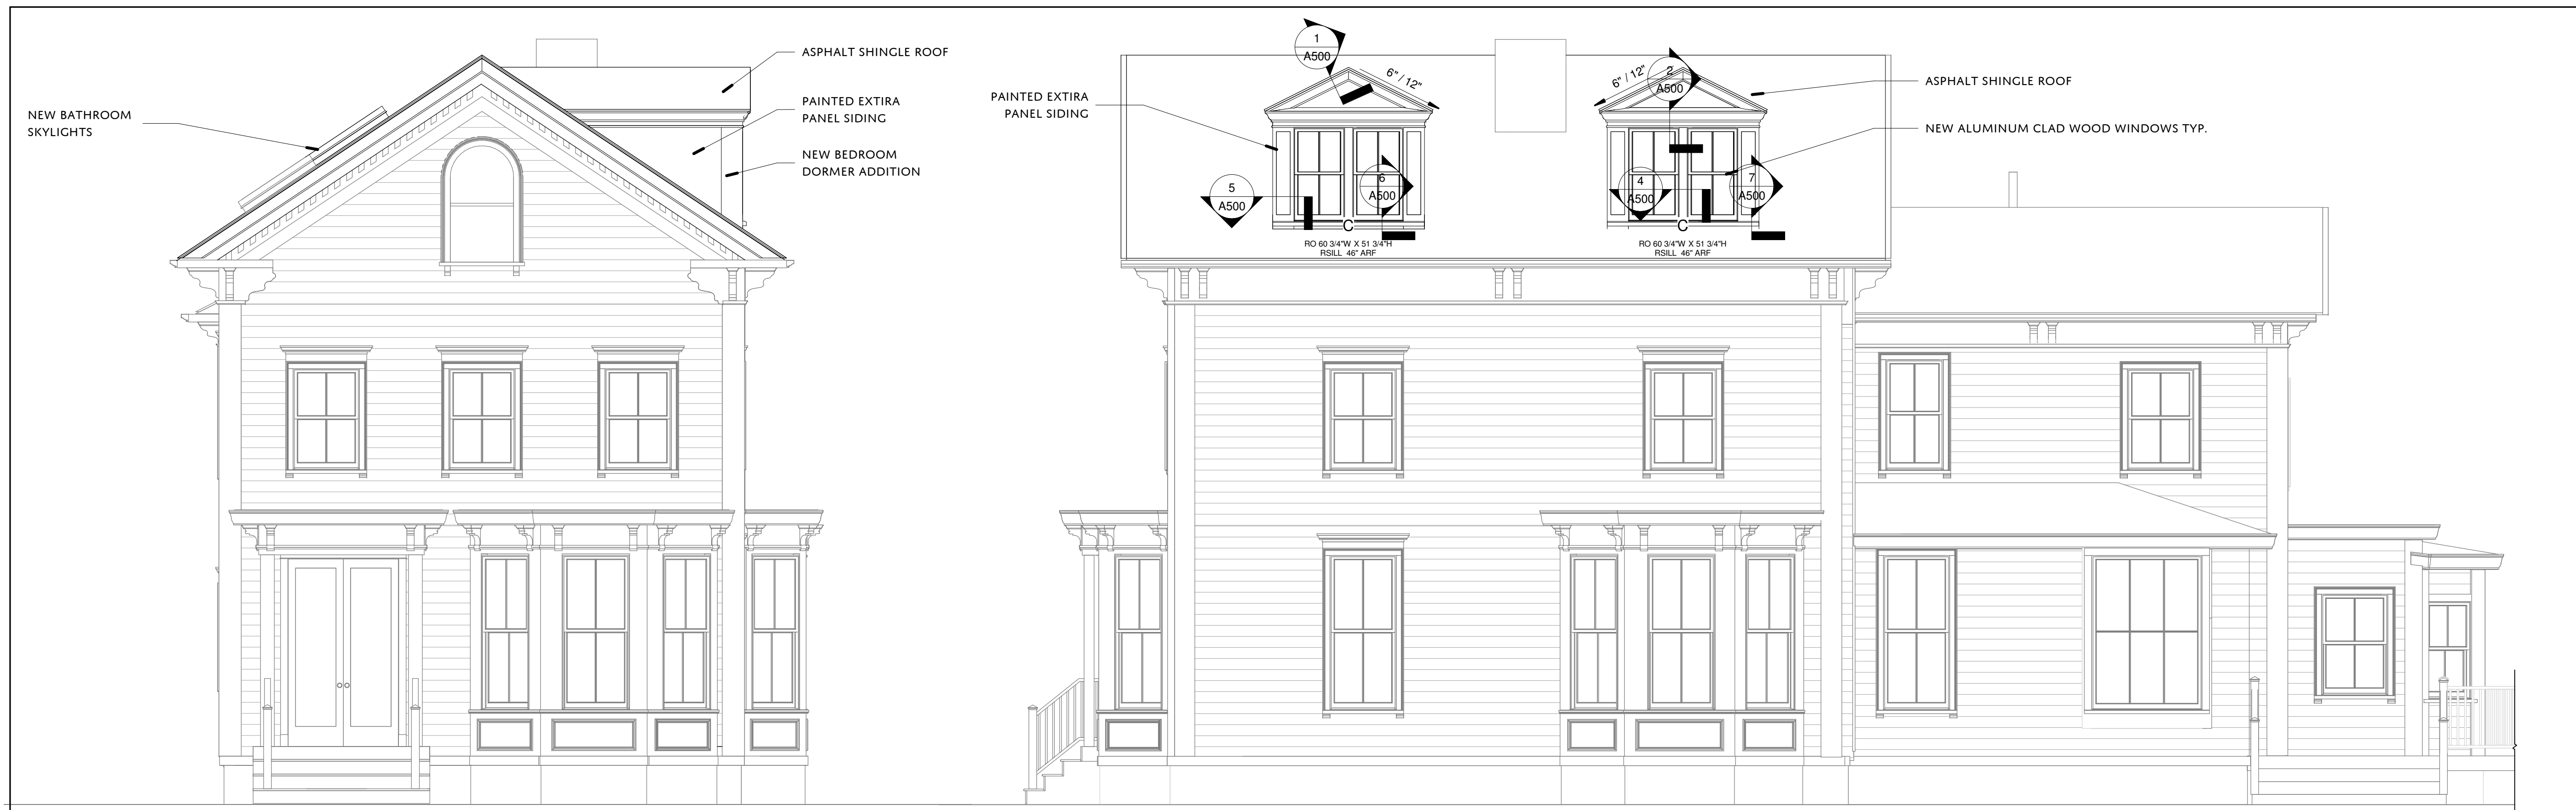 ASPHALT SHINGLE ROOF
PAINTED EXTIRA
PANEL SIDING
NEW BATHROOM
SKYLIGHTS
NEW BEDROOM
DORMER ADDITION
1
A500
6" / 12"
6" / 12"
2
A500
ASPHALT SHINGLE ROOF
PAINTED EXTIRA
PANEL SIDING
NEW ALUMINUM CLAD WOOD WINDOWS TYP.
5
A500
6
A500
4
A500
7
A500
C
RO 60 3/4"W X 51 3/4"H
RSILL 46" ARF
C
RO 60 3/4"W X 51 3/4"H
RSILL 46" ARF